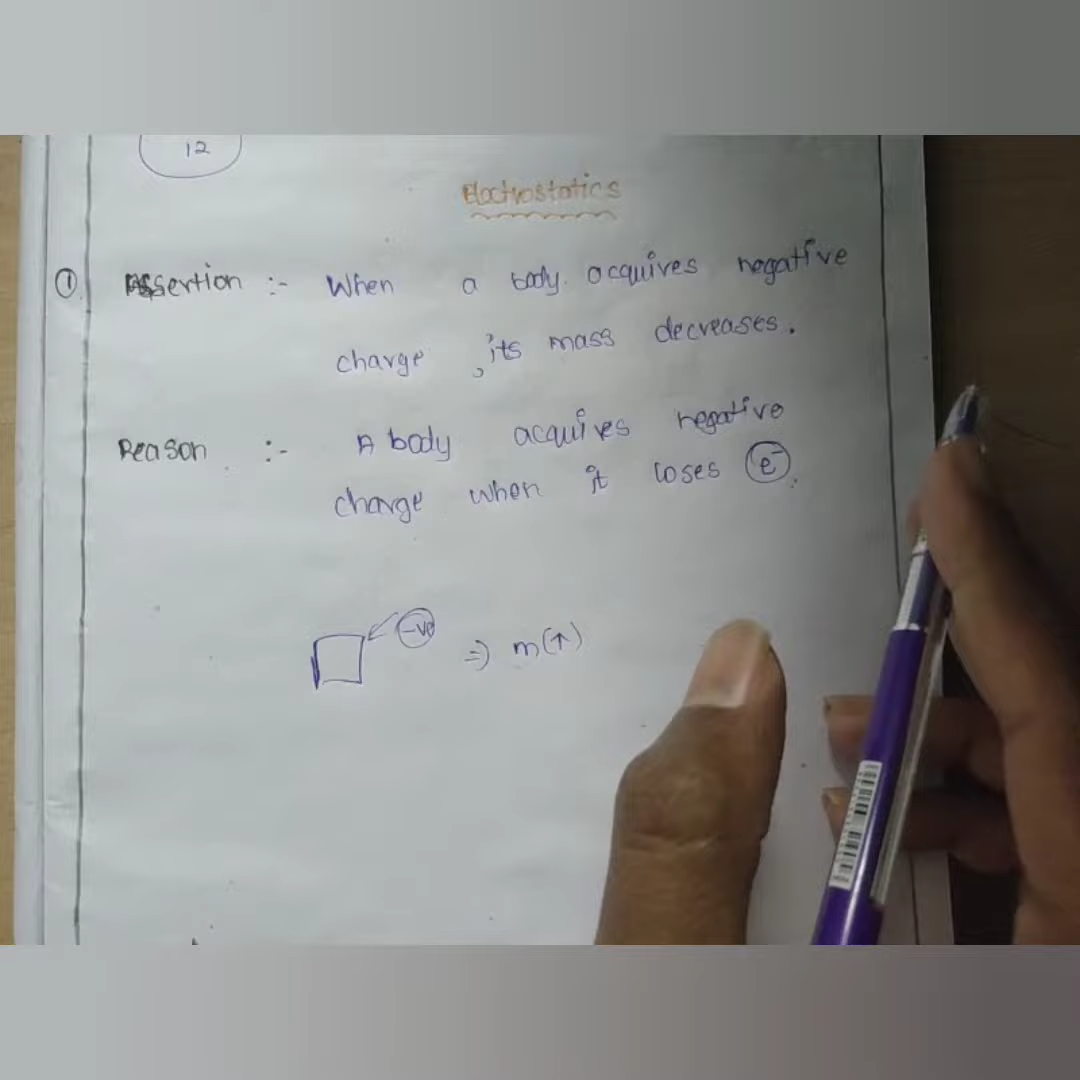 12
Electrostatics
① Assertion :- When a body acquires negative
charge, its mass decreases.
Reason :- A body acquires negative
charge when it loses e⁻.
-ve ⇒ m(↑)